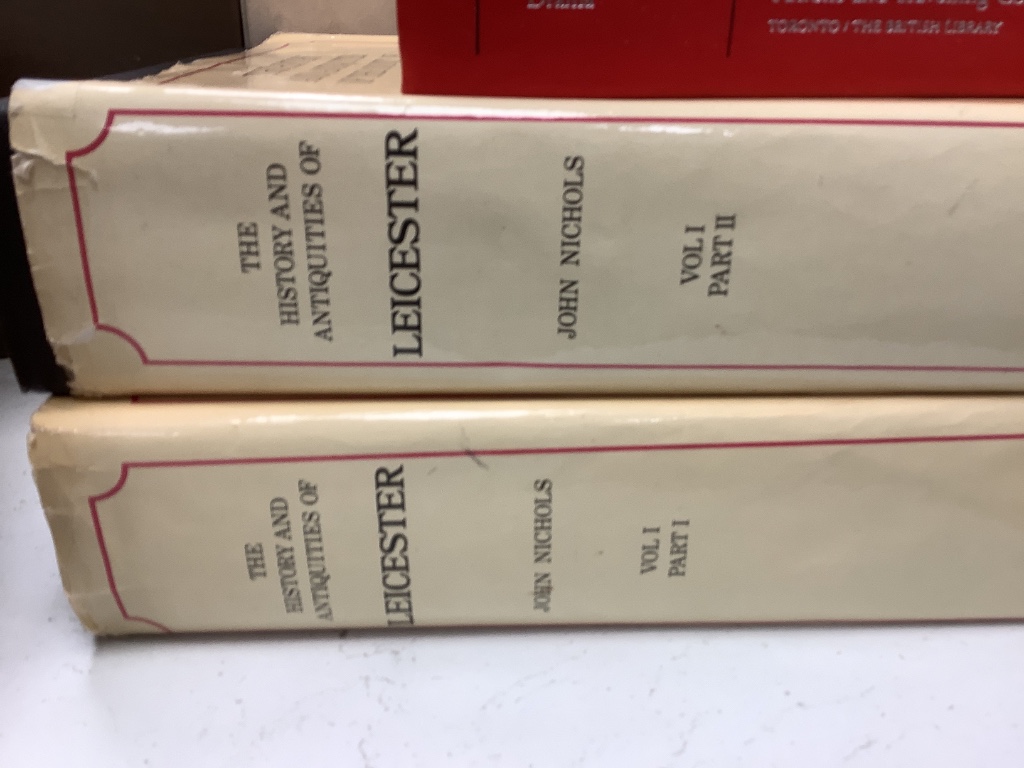 TORONTO / THE BRITISH LIBRARY
THE
HISTORY AND
ANTIQUITIES OF
LEICESTER
JOHN NICHOLS
VOL I
PART II
THE
HISTORY AND
ANTIQUITIES OF
LEICESTER
JOHN NICHOLS
VOL I
PART I